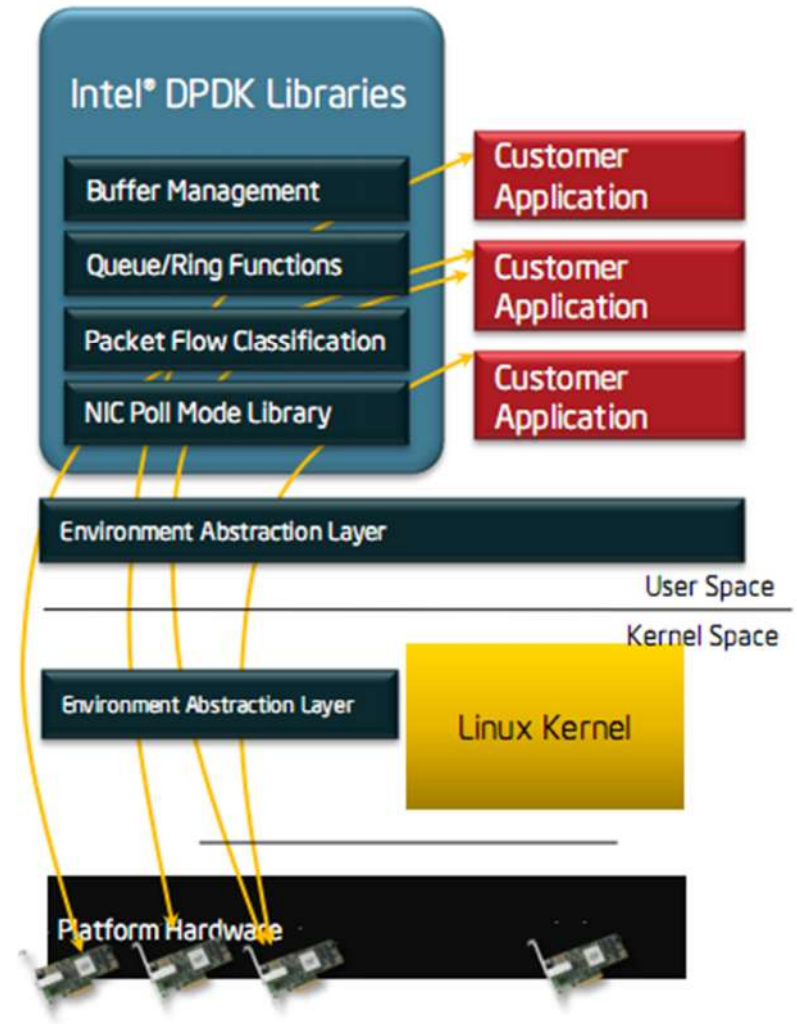 Intel® DPDK Libraries
Buffer Management
Queue/Ring Functions
Packet Flow Classification
NIC Poll Mode Library
Customer
Application
Customer
Application
Customer
Application
Environment Abstraction Layer
User Space
Kernel Space
Environment Abstraction Layer
Linux Kernel
Platform Hardware